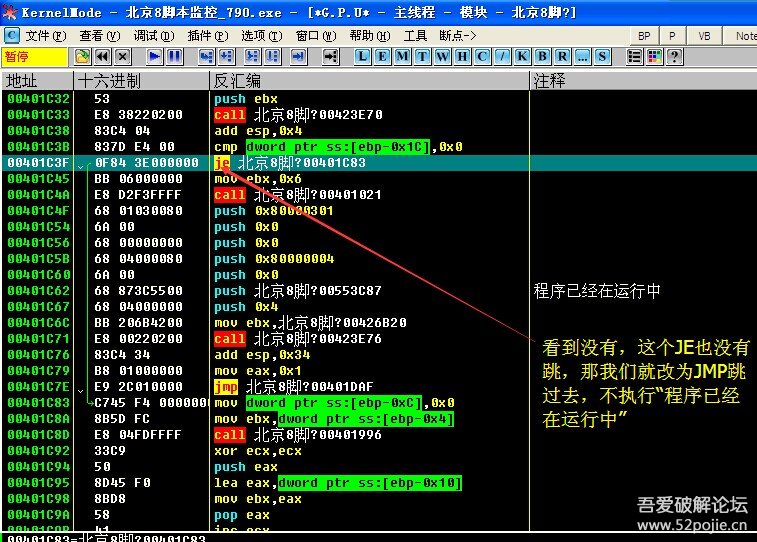 KernelMode - 北京8脚本监控_790.exe - [*G.P.U* - 主线程 - 模块 - 北京8脚?]
C 文件(F) 查看(V) 调试(D) 插件(P) 选项(T) 窗口(W) 帮助(H) 工具 断点-> BP P VB Note
暂停 L E M T W H C / K B R ... S ?
地址 十六进制 反汇编 注释
00401C32 53 push ebx
00401C33 E8 38220200 call 北京8脚?00423E70
00401C38 83C4 04 add esp,0x4
00401C3B 837D E4 00 cmp dword ptr ss:[ebp-0x1C],0x0
00401C3F 0F84 3E000000 je 北京8脚?00401C83
00401C45 BB 06000000 mov ebx,0x6
00401C4A E8 D2F3FFFF call 北京8脚?00401021
00401C4F 68 01030080 push 0x80000301
00401C54 6A 00 push 0x0
00401C56 68 00000000 push 0x0
00401C5B 68 04000080 push 0x80000004
00401C60 6A 00 push 0x0
00401C62 68 873C5500 push 北京8脚?00553C87 程序已经在运行中
00401C67 68 04000000 push 0x4
00401C6C BB 206B4200 mov ebx,北京8脚?00426B20
00401C71 E8 00220200 call 北京8脚?00423E76
00401C76 83C4 34 add esp,0x34
00401C79 B8 01000000 mov eax,0x1
00401C7E E9 2C010000 jmp 北京8脚?00401DAF
00401C83 C745 F4 0000000 mov dword ptr ss:[ebp-0xC],0x0
00401C8A 8B5D FC mov ebx,dword ptr ss:[ebp-0x4]
00401C8D E8 04FDFFFF call 北京8脚?00401996
00401C92 33C9 xor ecx,ecx
00401C94 50 push eax
00401C95 8D45 F0 lea eax,dword ptr ss:[ebp-0x10]
00401C98 8BD8 mov ebx,eax
00401C9A 58 pop eax
00401C9B 41 inc ecx
00401C83=北京8脚?00401C83
看到没有，这个JE也没有
跳，那我们就改为JMP跳
过去，不执行“程序已经
在运行中”
吾爱破解论坛
www.52pojie.cn